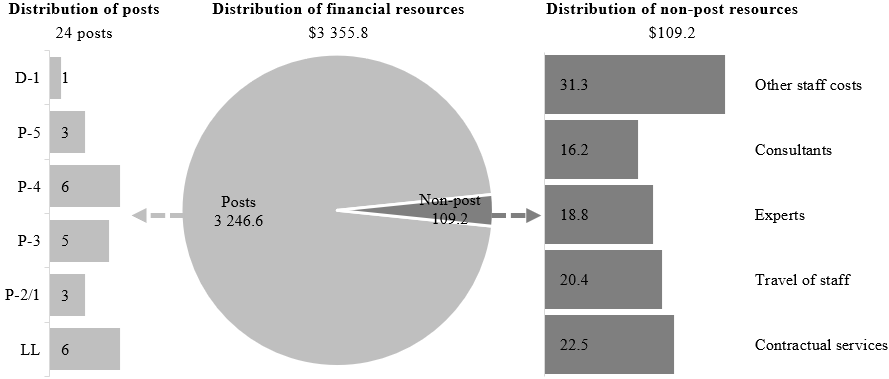 Distribution of posts
24 posts
D-1
1
P-5
3
P-4
6
P-3
5
P-2/1
3
LL
6
Distribution of financial resources
$3 355.8
Posts
3 246.6
Non-post
109.2
Distribution of non-post resources
$109.2
31.3
Other staff costs
16.2
Consultants
18.8
Experts
20.4
Travel of staff
22.5
Contractual services